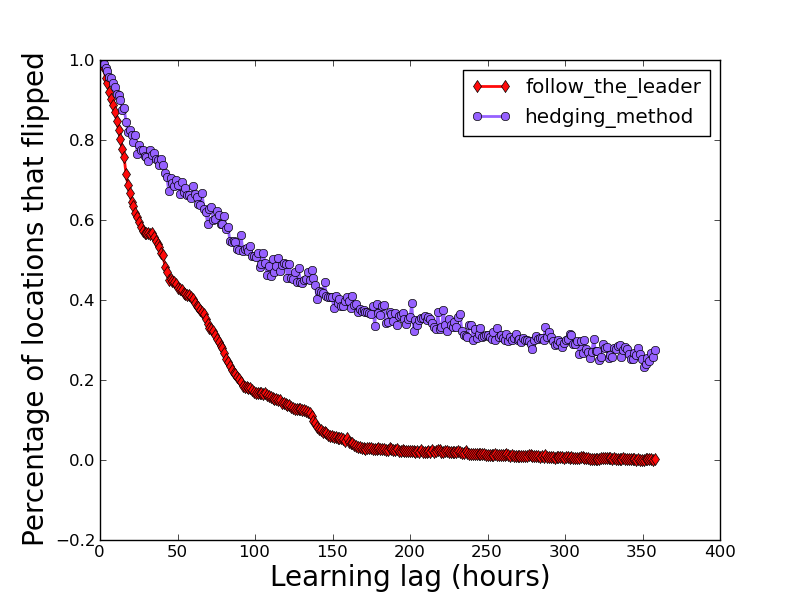 follow_the_leader
hedging_method
Percentage of locations that flipped
1.0
0.8
0.6
0.4
0.2
0.0
−0.2
0 50 100 150 200 250 300 350 400
Learning lag (hours)